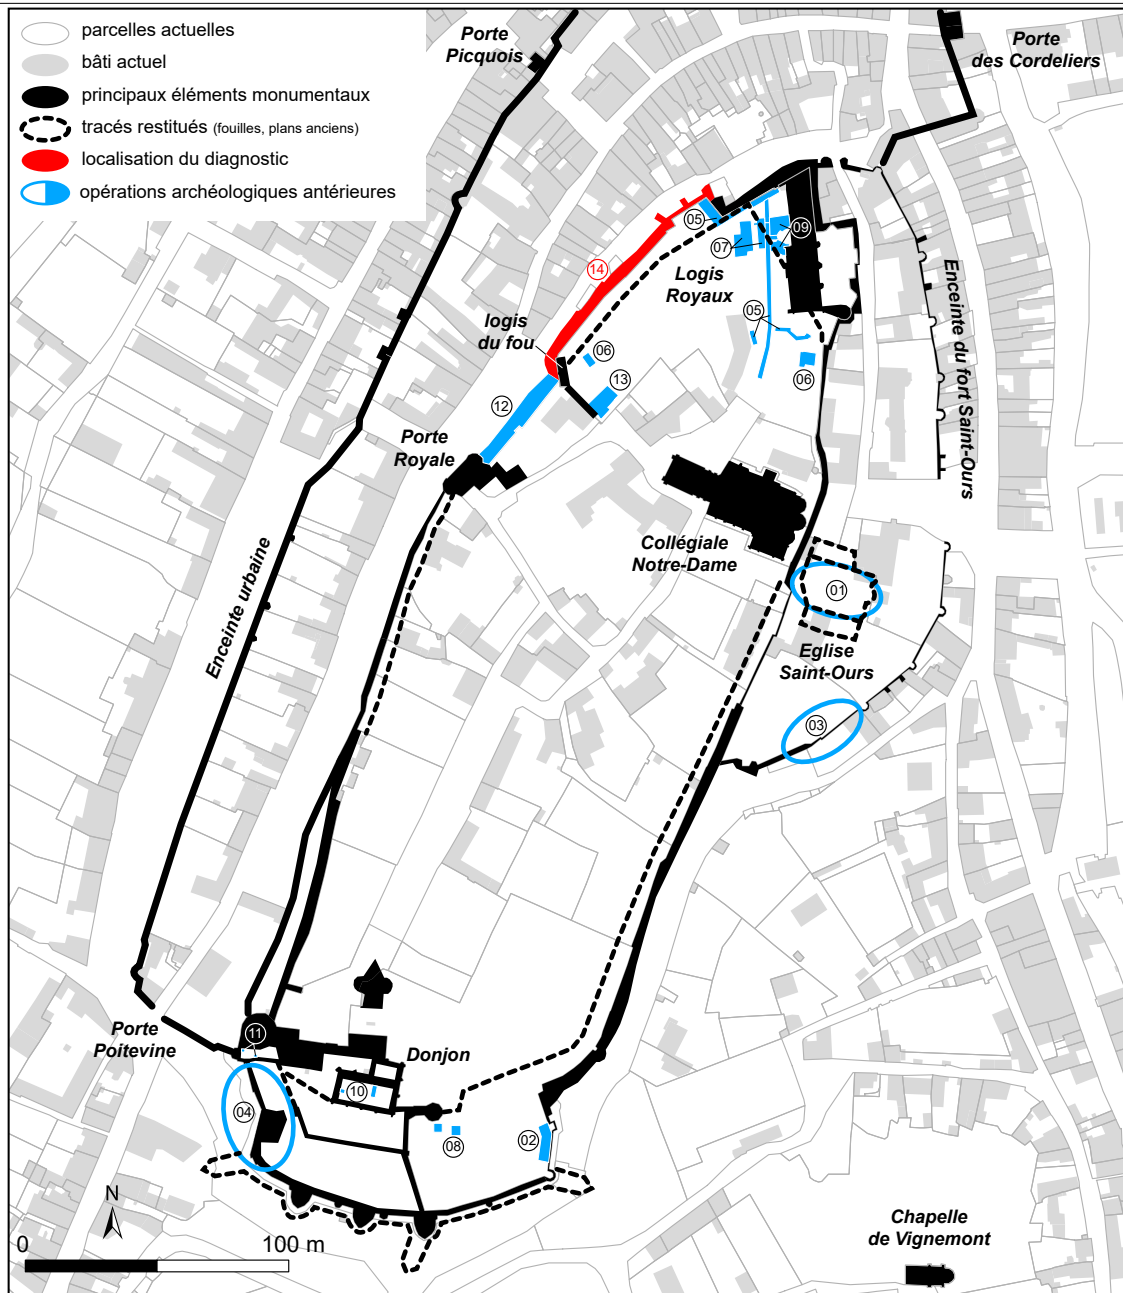 parcelles actuelles
bâti actuel
principaux éléments monumentaux
tracés restitués (fouilles, plans anciens)
localisation du diagnostic
opérations archéologiques antérieures
Porte
Picquois
Porte
des Cordeliers
05
09
07
14
Logis
Royaux
Enceinte du fort Saint-Ours
logis
du fou
05
06
06
13
12
Porte
Royale
Collégiale
Notre-Dame
Enceinte urbaine
01
Eglise
Saint-Ours
03
11
Porte
Poitevine
Donjon
10
04
08
02
N
0
100 m
Chapelle
de Vignemont